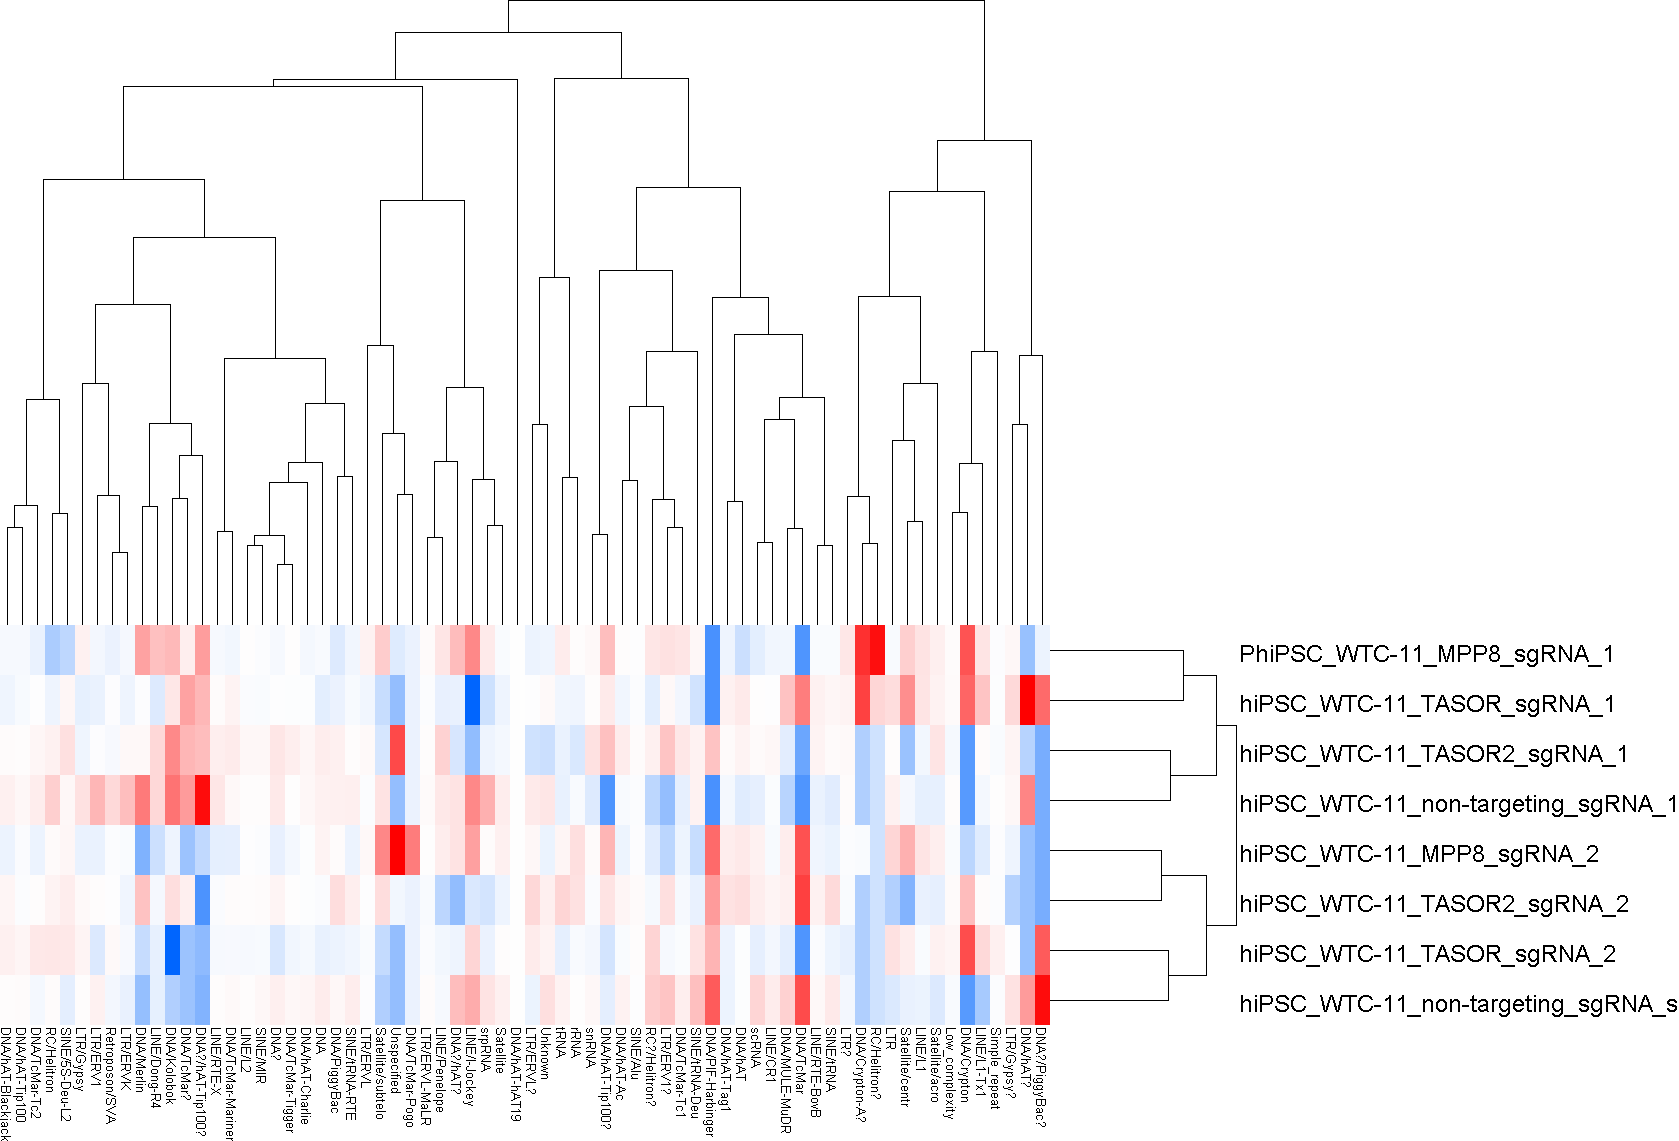 PhiPSC_WTC-11_MPP8_sgRNA_1
hiPSC_WTC-11_TASOR_sgRNA_1
hiPSC_WTC-11_TASOR2_sgRNA_1
hiPSC_WTC-11_non-targeting_sgRNA_1
hiPSC_WTC-11_MPP8_sgRNA_2
hiPSC_WTC-11_TASOR2_sgRNA_2
hiPSC_WTC-11_TASOR_sgRNA_2
hiPSC_WTC-11_non-targeting_sgRNA_s
DNA/hAT-Blackjack
DNA/hAT-Tip100
DNA/TcMar-Tc2
RC/Helitron
SINE/5S-Deu-L2
LTR/Gypsy
LTR/ERV1
Retroposon/SVA
LTR/ERVK
DNA/Merlin
LINE/Dong-R4
DNA/Kolobok
DNA/TcMar?
DNA?/hAT-Tip100?
LINE/RTE-X
DNA/TcMar-Mariner
LINE/L2
SINE/MIR
DNA?
DNA/TcMar-Tigger
DNA/hAT-Charlie
DNA
DNA/PiggyBac
SINE/tRNA-RTE
LTR/ERVL
Satellite/subtelo
Unspecified
DNA/TcMar-Pogo
LTR/ERVL-MaLR
LINE/Penelope
DNA?/hAT?
LINE/I-Jockey
srpRNA
Satellite
DNA/hAT-hAT19
LTR/ERVL?
Unknown
tRNA
rRNA
snRNA
DNA/hAT-Tip100?
DNA/hAT-Ac
SINE/Alu
RC?/Helitron?
LTR/ERV1?
DNA/TcMar-Tc1
SINE/tRNA-Deu
DNA/PIF-Harbinger
DNA/hAT-Tag1
DNA/hAT
scRNA
LINE/CR1
DNA/MULE-MuDR
DNA/TcMar
LINE/RTE-BovB
SINE/tRNA
LTR?
DNA/Crypton-A?
RC/Helitron?
LTR
Satellite/centr
LINE/L1
Satellite/acro
Low_complexity
DNA/Crypton
LINE/L1-Tx1
Simple_repeat
LTR/Gypsy?
DNA/hAT?
DNA?/PiggyBac?